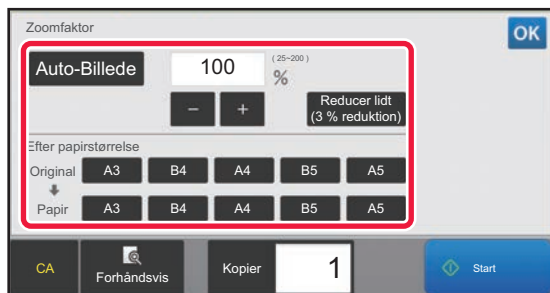 Zoomfaktor
OK
Auto-Billede 100 (25~200) %
− +
Reducer lidt
(3 % reduktion)
Efter papirstørrelse
Original A3 B4 A4 B5 A5
Papir A3 B4 A4 B5 A5
CA Forhåndsvis Kopier 1 Start